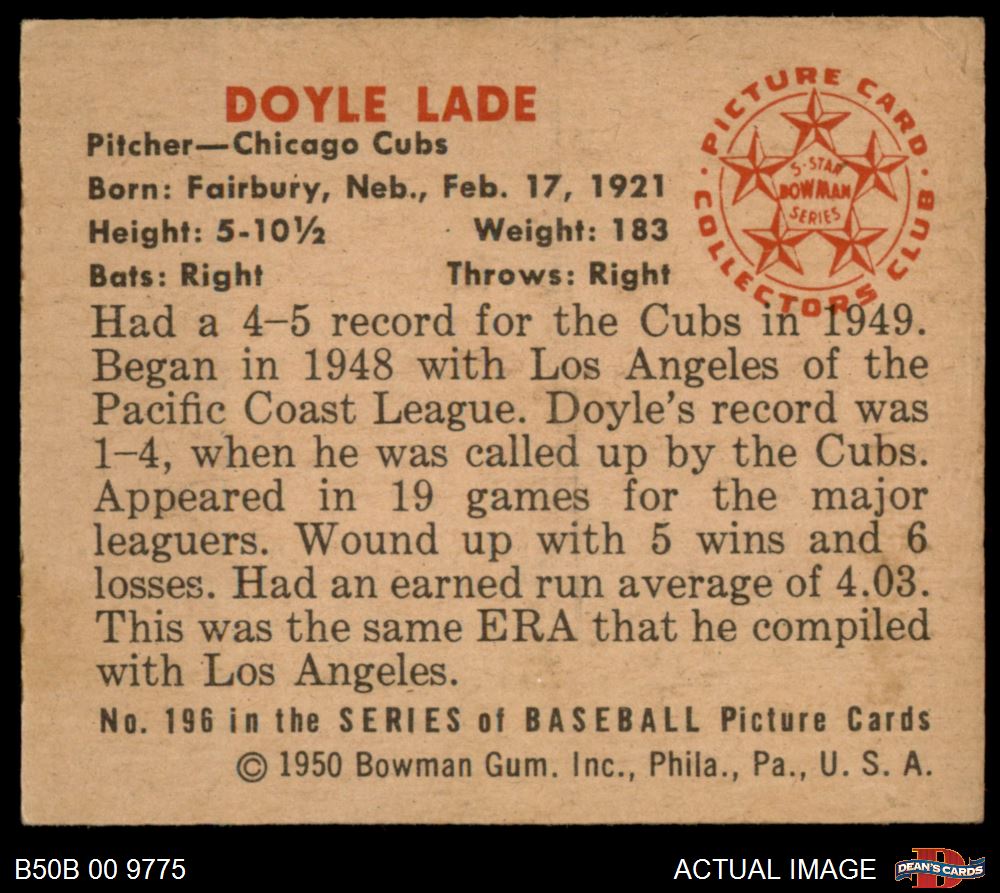 DOYLE LADE
Pitcher—Chicago Cubs
Born: Fairbury, Neb., Feb. 17, 1921
Height: 5-10½ Weight: 183
Bats: Right Throws: Right
PICTURE CARD
COLLECTORS CLUB
5-STAR
BOWMAN
SERIES
Had a 4–5 record for the Cubs in 1949.
Began in 1948 with Los Angeles of the
Pacific Coast League. Doyle's record was
1–4, when he was called up by the Cubs.
Appeared in 19 games for the major
leaguers. Wound up with 5 wins and 6
losses. Had an earned run average of 4.03.
This was the same ERA that he compiled
with Los Angeles.
No. 196 in the SERIES of BASEBALL Picture Cards
© 1950 Bowman Gum. Inc., Phila., Pa., U. S. A.
B50B 00 9775
ACTUAL IMAGE
D
DEAN'S CARDS